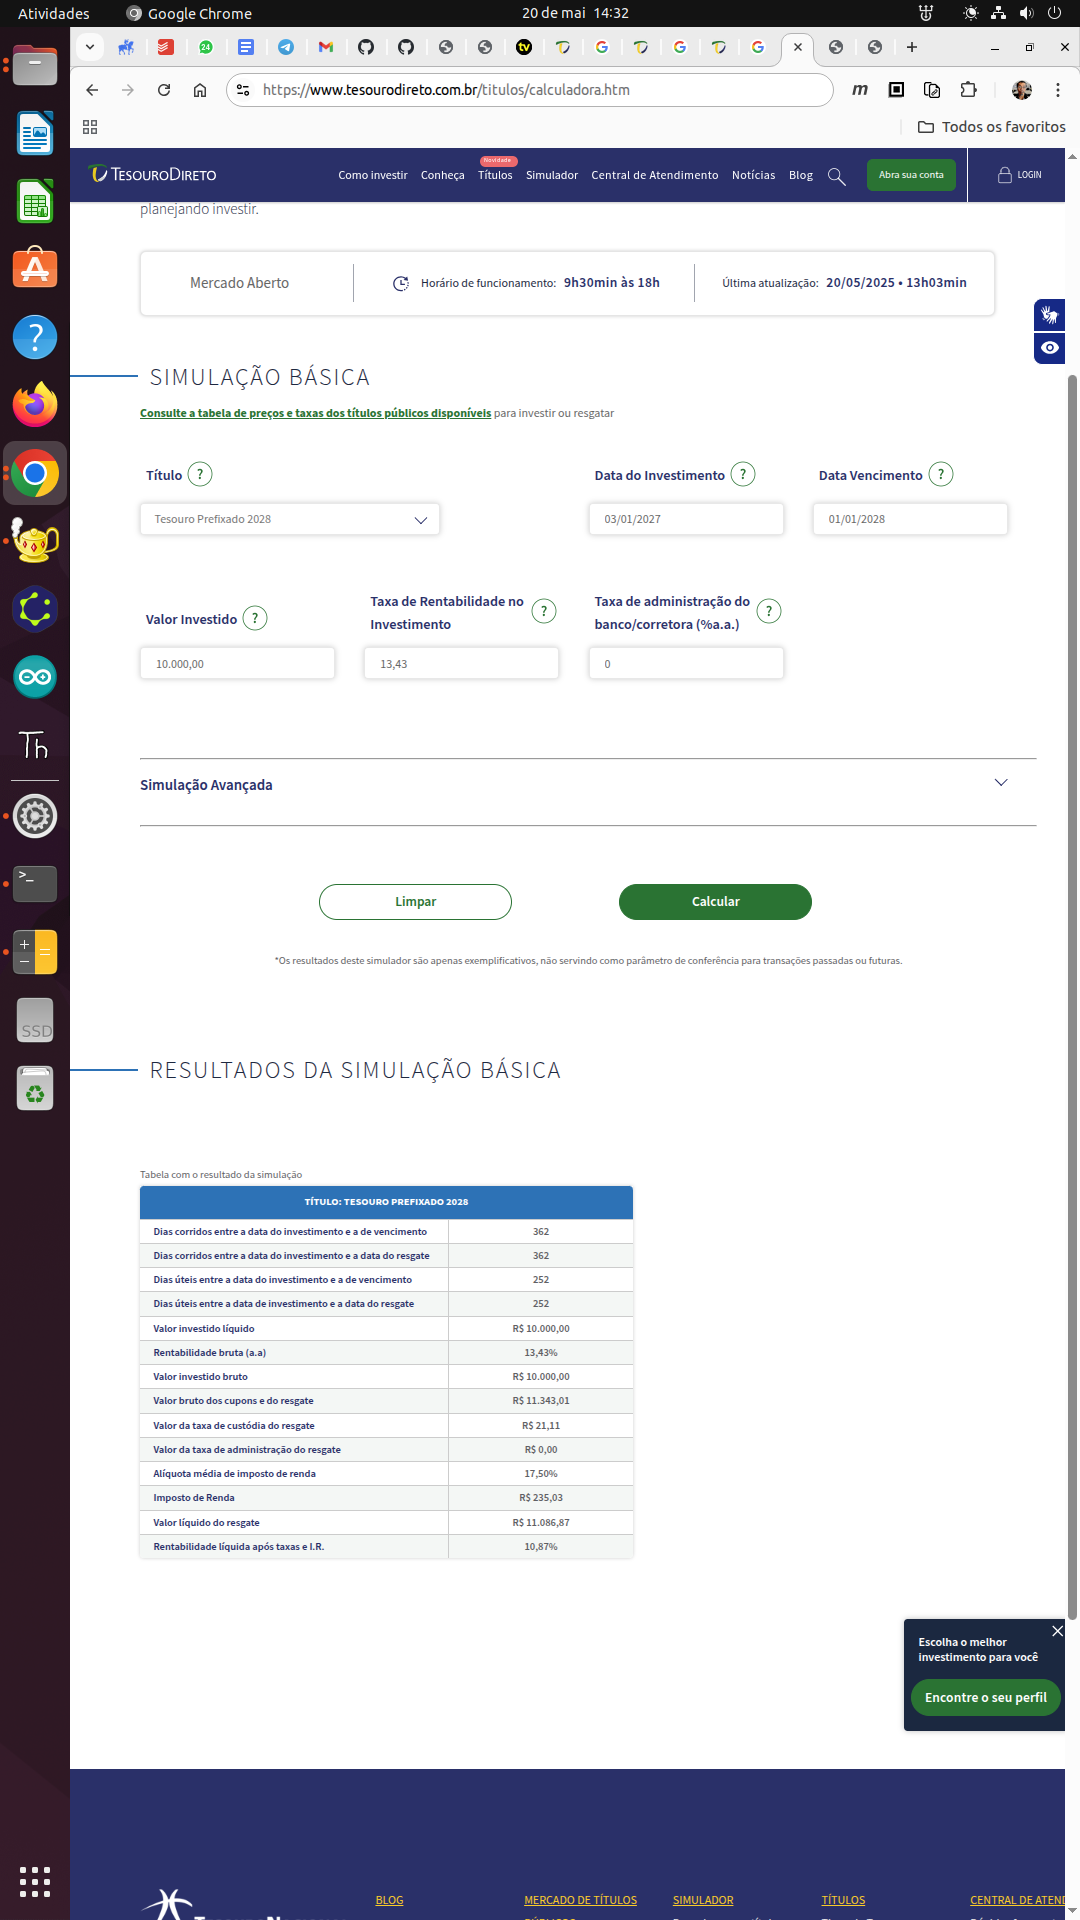 Atividades
Google Chrome
20 de mai 14:32
24
tv
https://www.tesourodireto.com.br/titulos/calculadora.htm
m
Todos os favoritos
TESOURODIRETO
Como investir
Conheça
Novidade
Títulos
Simulador
Central de Atendimento
Notícias
Blog
Abra sua conta
LOGIN
planejando investir.
Mercado Aberto
Horário de funcionamento: 9h30min às 18h
Última atualização: 20/05/2025 • 13h03min
SIMULAÇÃO BÁSICA
Consulte a tabela de preços e taxas dos títulos públicos disponíveis para investir ou resgatar
Título ?
Data do Investimento ?
Data Vencimento ?
Tesouro Prefixado 2028
03/01/2027
01/01/2028
Valor Investido ?
Taxa de Rentabilidade no
Investimento ?
Taxa de administração do
banco/corretora (%a.a.) ?
10.000,00
13,43
0
Simulação Avançada
Limpar
Calcular
*Os resultados deste simulador são apenas exemplificativos, não servindo como parâmetro de conferência para transações passadas ou futuras.
RESULTADOS DA SIMULAÇÃO BÁSICA
Tabela com o resultado da simulação
TÍTULO: TESOURO PREFIXADO 2028
Dias corridos entre a data do investimento e a de vencimento 362
Dias corridos entre a data do investimento e a data do resgate 362
Dias úteis entre a data do investimento e a de vencimento 252
Dias úteis entre a data de investimento e a data do resgate 252
Valor investido líquido R$ 10.000,00
Rentabilidade bruta (a.a) 13,43%
Valor investido bruto R$ 10.000,00
Valor bruto dos cupons e do resgate R$ 11.343,01
Valor da taxa de custódia do resgate R$ 21,11
Valor da taxa de administração do resgate R$ 0,00
Alíquota média de imposto de renda 17,50%
Imposto de Renda R$ 235,03
Valor líquido do resgate R$ 11.086,87
Rentabilidade líquida após taxas e I.R. 10,87%
Escolha o melhor
investimento para você
Encontre o seu perfil
BLOG
MERCADO DE TÍTULOS
SIMULADOR
TÍTULOS
CENTRAL DE ATEND
Th
SSD